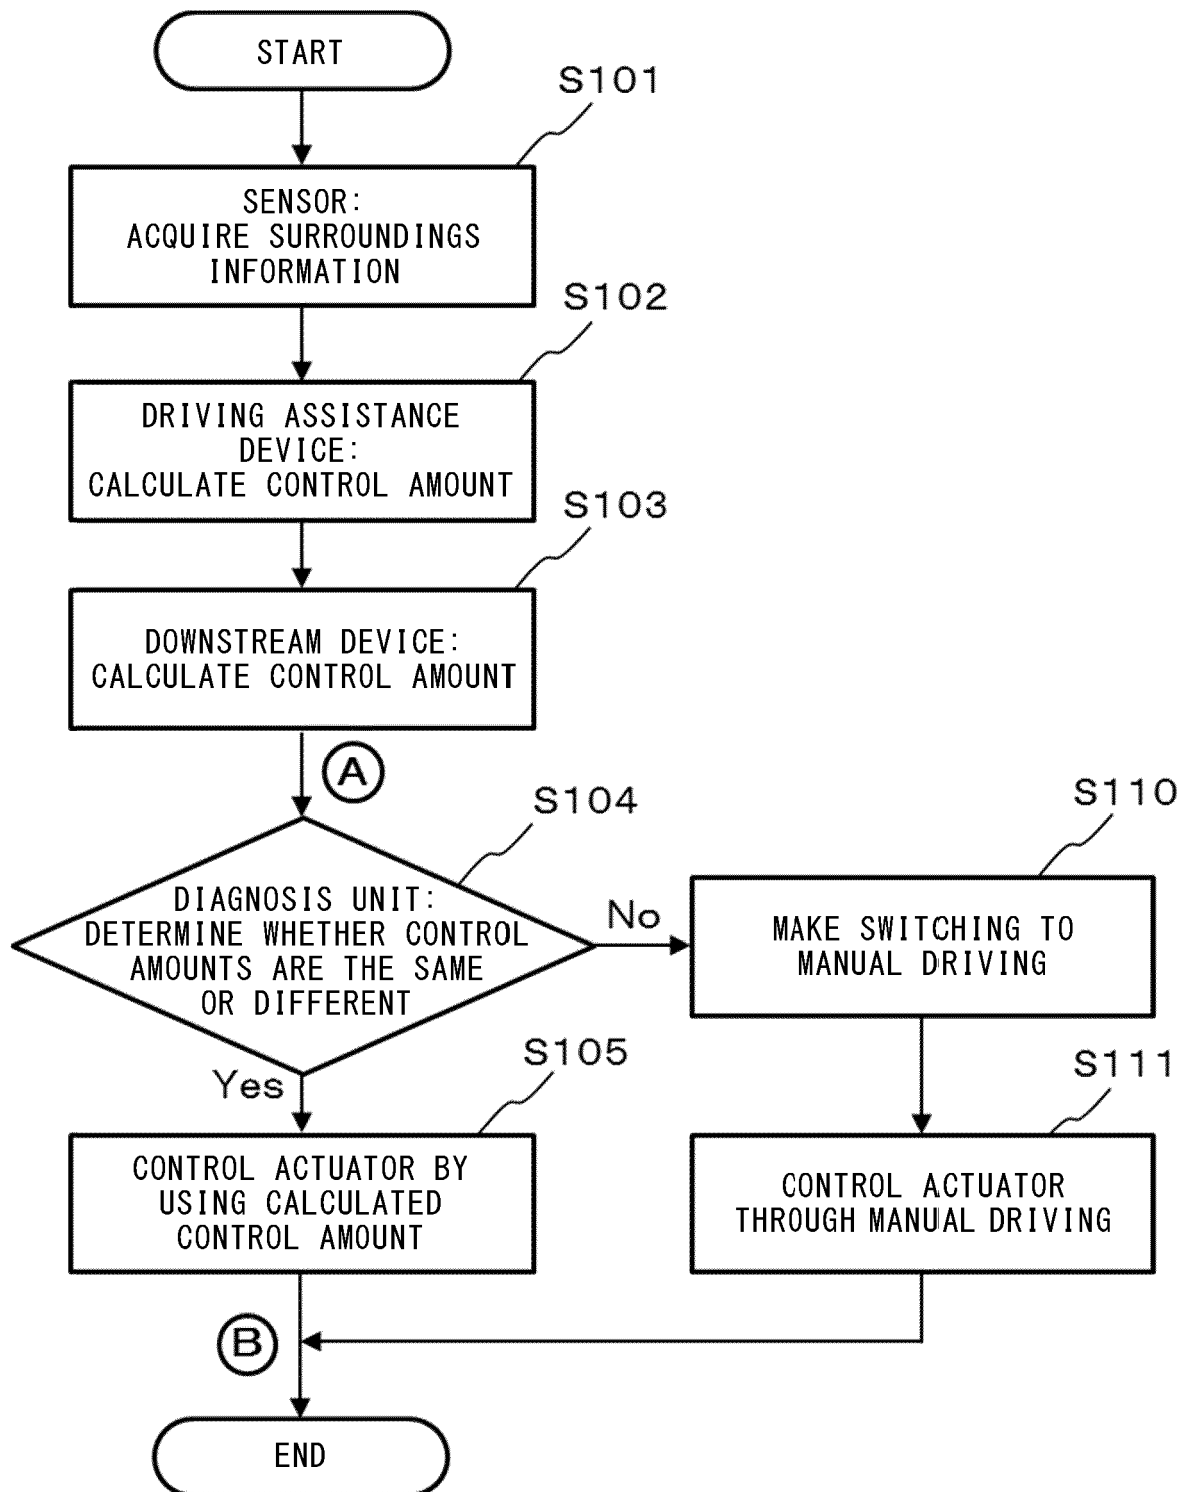 START
S101
SENSOR:
ACQUIRE SURROUNDINGS
INFORMATION
S102
DRIVING ASSISTANCE
DEVICE:
CALCULATE CONTROL AMOUNT
S103
DOWNSTREAM DEVICE:
CALCULATE CONTROL AMOUNT
A
S104
DIAGNOSIS UNIT:
DETERMINE WHETHER CONTROL
AMOUNTS ARE THE SAME
OR DIFFERENT
No
S110
MAKE SWITCHING TO
MANUAL DRIVING
Yes
S105
CONTROL ACTUATOR BY
USING CALCULATED
CONTROL AMOUNT
S111
CONTROL ACTUATOR
THROUGH MANUAL DRIVING
B
END